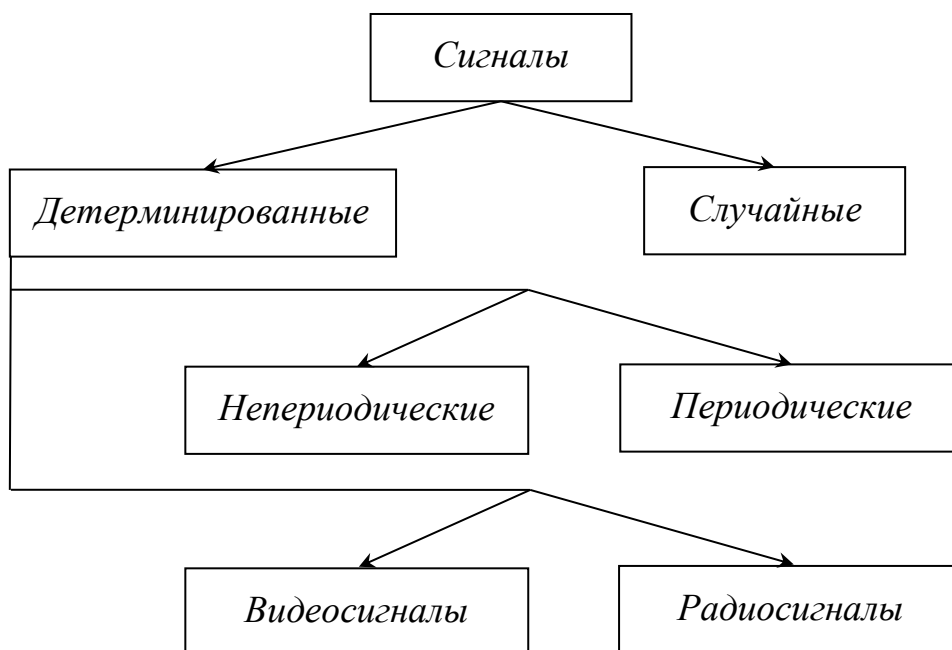 Сигналы
Детерминированные
Случайные
Непериодические
Периодические
Видеосигналы
Радиосигналы